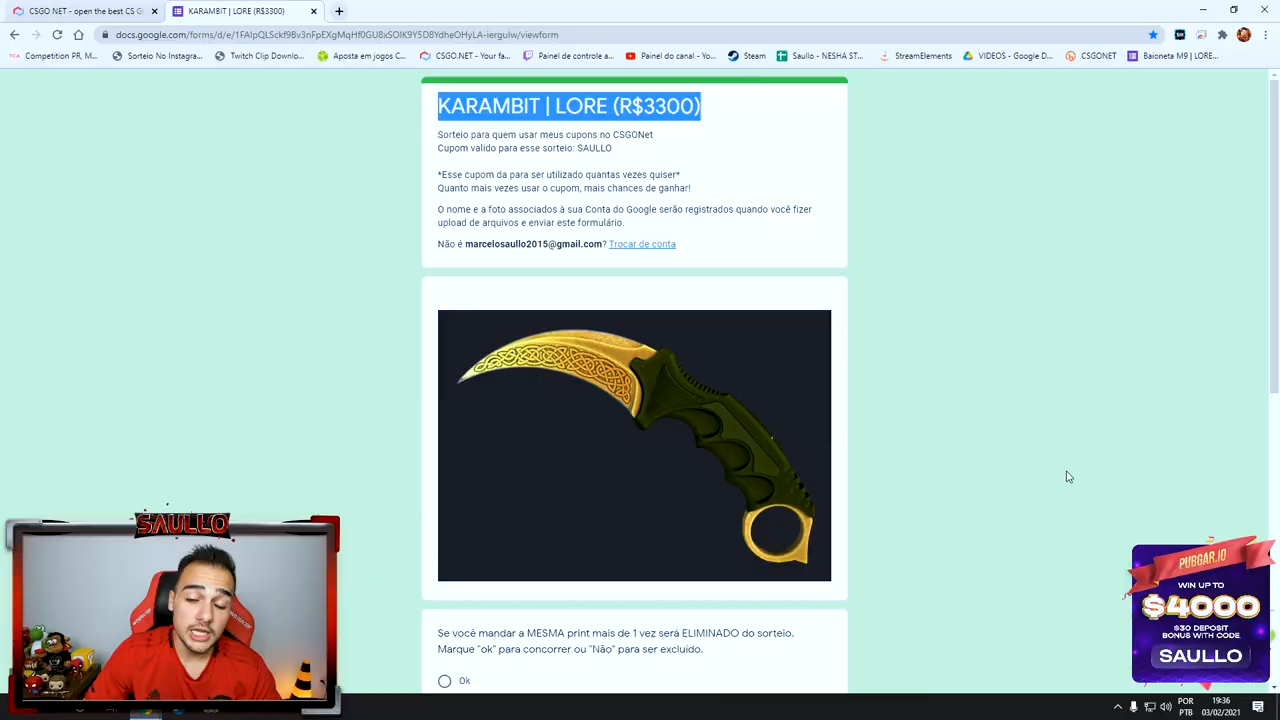 CSGO NET - open the best CS G
KARAMBIT | LORE (R$3300)
docs.google.com/forms/d/e/1FAIpQLSckf9Bv3nFpEXgMqHf0GU8xSOIK9Y5D8YdheOHyLA-iergulw/viewform
Competition PR, M...
Sorteio No Instagra...
Twitch Clip Downlo...
Aposta em jogos C...
CSGO.NET - Your fa...
Painel de controle a...
Painel do canal - Yo...
Steam
Saullo - NESHA ST...
StreamElements
VIDEOS - Google D...
CSGONET
Baioneta M9 | LORE...
KARAMBIT | LORE (R$3300)
Sorteio para quem usar meus cupons no CSGONet
Cupom valido para esse sorteio: SAULLO
*Esse cupom da para ser utilizado quantas vezes quiser*
Quanto mais vezes usar o cupom, mais chances de ganhar!
O nome e a foto associados à sua Conta do Google serão registrados quando você fizer
upload de arquivos e enviar este formulário.
Não é marcelosaullo2015@gmail.com? Trocar de conta
Se você mandar a MESMA print mais de 1 vez será ELIMINADO do sorteio.
Marque "ok" para concorrer ou "Não" para ser excluido.
Ok
SAULLO
PUBGAR.IO
WIN UP TO
$4000
$30 DEPOSIT
BONUS WITH CODE
SAULLO
POR
PTB
19:36
03/02/2021